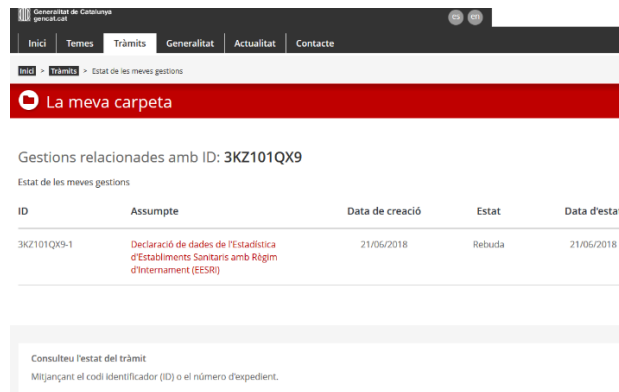 Generalitat de Catalunya
gencat.cat
es en
Inici Temes Tràmits Generalitat Actualitat Contacte
Inici > Tràmits > Estat de les meves gestions
La meva carpeta
Gestions relacionades amb ID: 3KZ101QX9
Estat de les meves gestions
ID Assumpte Data de creació Estat Data d'estat
3KZ101QX9-1 Declaració de dades de l'Estadística 21/06/2018 Rebuda 21/06/2018
d'Establiments Sanitaris amb Règim
d'Internament (EESRI)
Consulteu l'estat del tràmit
Mitjançant el codi identificador (ID) o el número d'expedient.